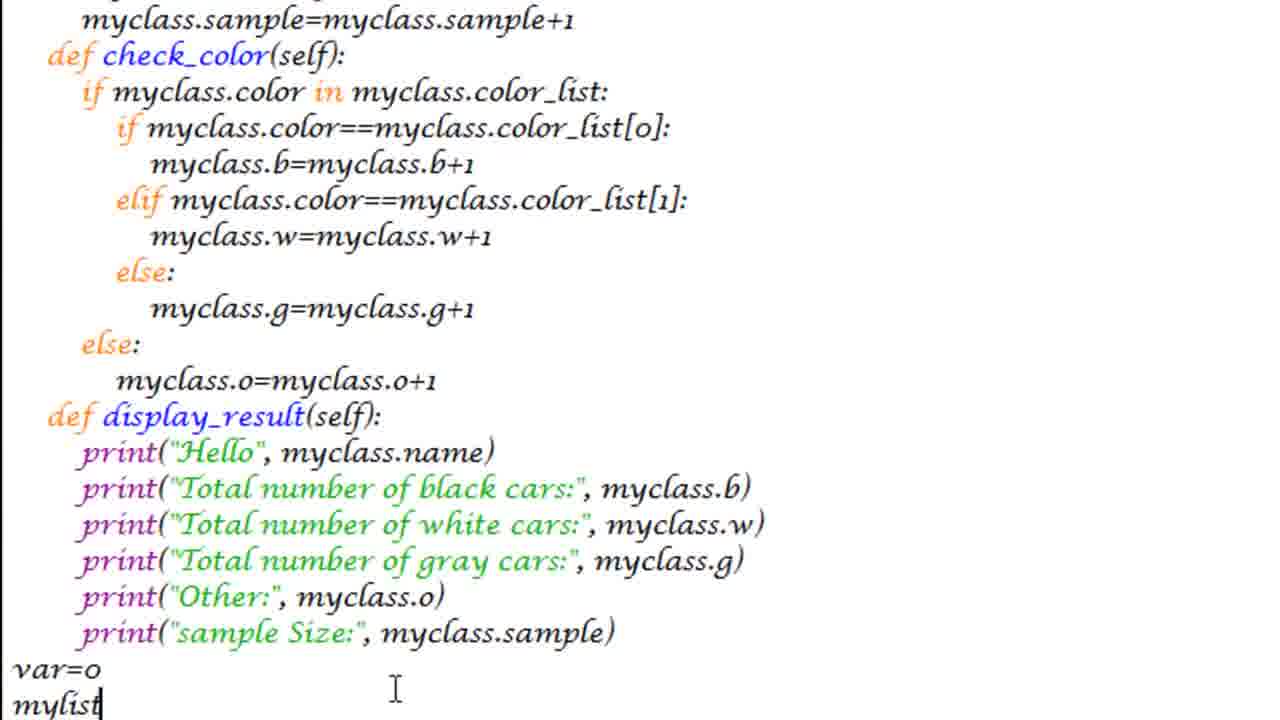 myclass.sample=myclass.sample+1
def check_color(self):
if myclass.color in myclass.color_list:
if myclass.color==myclass.color_list[0]:
myclass.b=myclass.b+1
elif myclass.color==myclass.color_list[1]:
myclass.w=myclass.w+1
else:
myclass.g=myclass.g+1
else:
myclass.o=myclass.o+1
def display_result(self):
print("Hello", myclass.name)
print("Total number of black cars:", myclass.b)
print("Total number of white cars:", myclass.w)
print("Total number of gray cars:", myclass.g)
print("Other:", myclass.o)
print("sample Size:", myclass.sample)
var=0
mylist